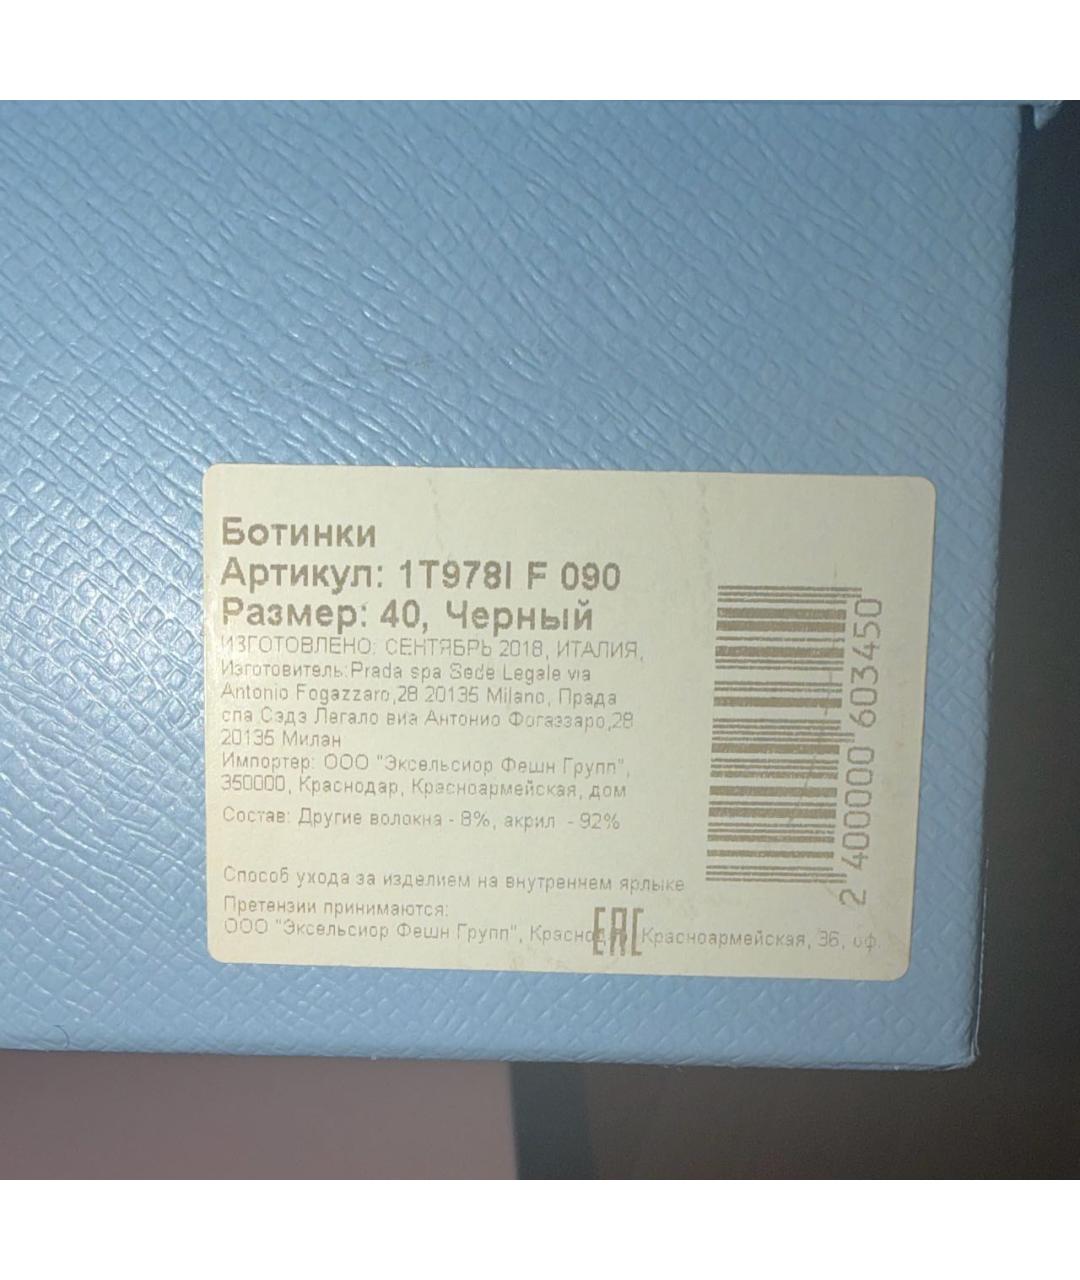 Ботинки
Артикул: 1T978I F 090
Размер: 40, Черный
ИЗГОТОВЛЕНО: СЕНТЯБРЬ 2018, ИТАЛИЯ,
Изготовитель:Prada spa Sede Legale via
Antonio Fogazzaro,28 20135 Milano, Прада
спа Сэдэ Легало виа Антонио Фогаззаро,28
20135 Милан
Импортер: ООО "Эксельсиор Фешн Групп",
350000, Краснодар, Красноармейская, дом
Состав: Другие волокна - 8%, акрил - 92%
Способ ухода за изделием на внутреннем ярлыке
Претензии принимаются:
ООО "Эксельсиор Фешн Групп", Краснодар, Красноармейская, 36, оф.
EAC
2 400000 603450